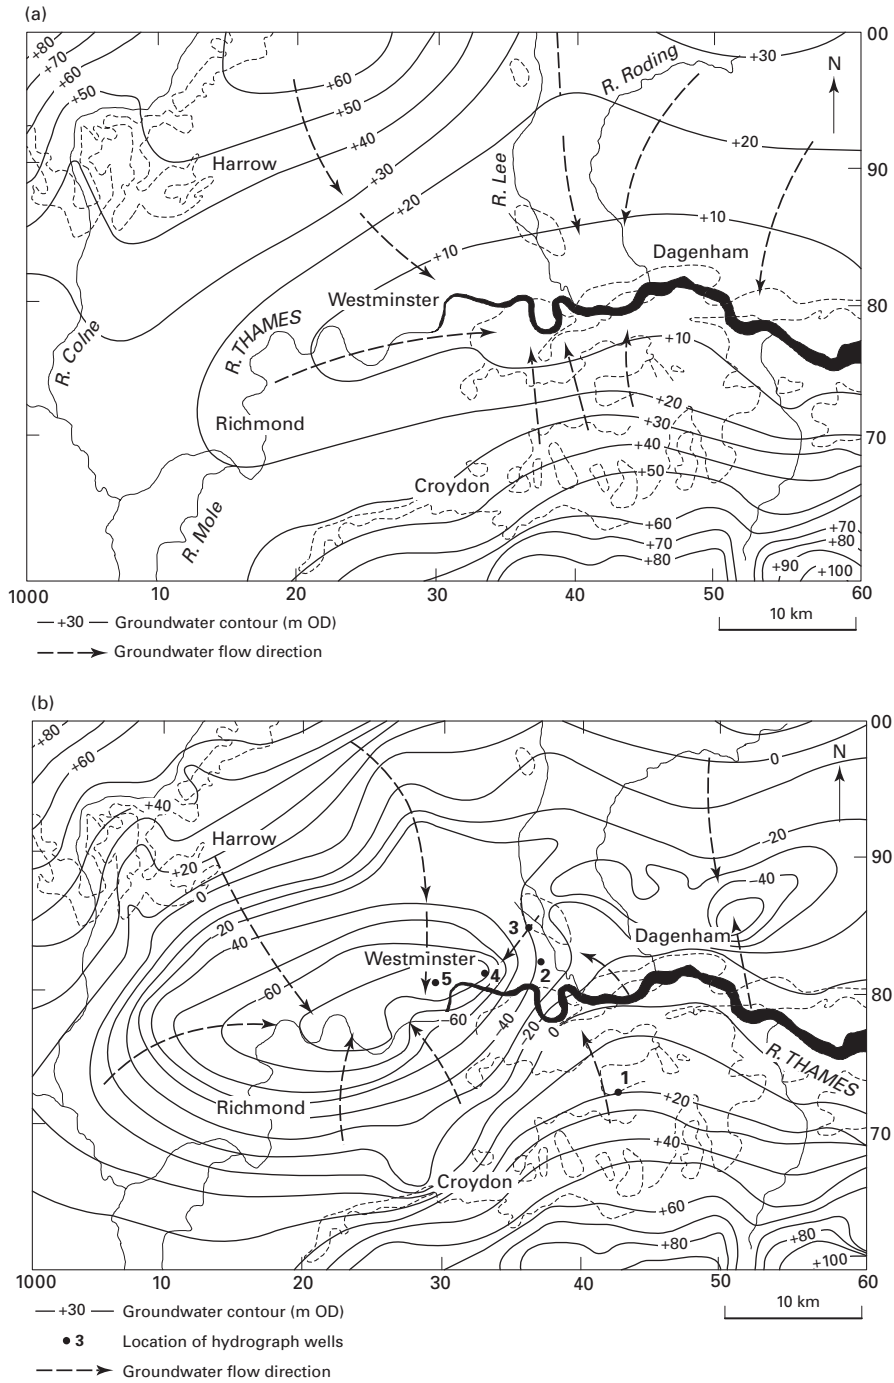 (a)
00
+80
+70
+60
+50
+60
+50
+40
+30
+20
+10
+30
+20
+10
R. Roding
N
90
Harrow
R. Lee
Dagenham
Westminster
80
R. THAMES
R. Colne
+10
Richmond
+20
70
+30
+40
+50
Croydon
R. Mole
+60
+70
+80
+70
+80
+90
+100
1000 10 20 30 40 50 60
—+30 — Groundwater contour (m OD)
Groundwater flow direction
10 km
(b)
00
+80
+60
0
N
+40
–20
Harrow
+20
90
0
–40
–20
–40
3
Dagenham
Westminster
5
4
2
80
–60
–60
–40
–20
0
R. THAMES
1
Richmond
+20
70
+40
Croydon
+60
+80
+80
+100
1000 10 20 30 40 50 60
—+30 — Groundwater contour (m OD)
10 km
• 3 Location of hydrograph wells
Groundwater flow direction